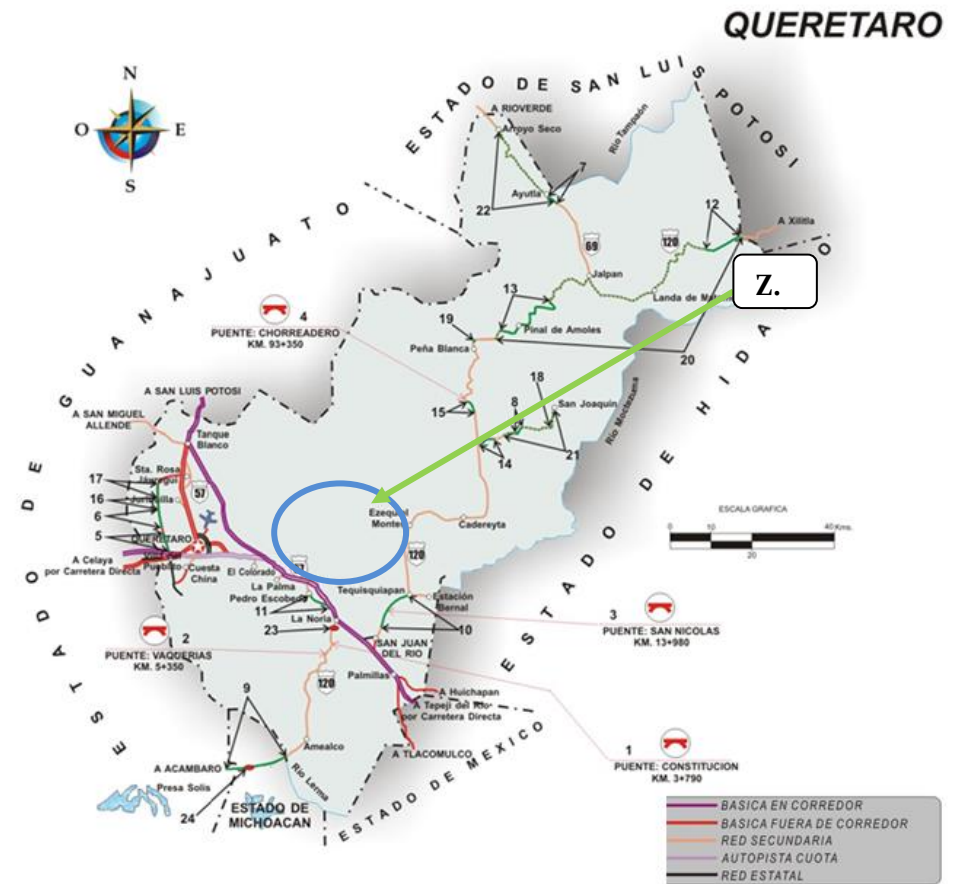 QUERETARO
N
O
E
S
ESTADO DE SAN LUIS POTOSI
ESTADO DE GUANAJUATO
ESTADO DE HIDALGO
A RIOVERDE
Arroyo Seco
Río Tampaón
7
Ayutla
22
12
A Xilitla
69
120
Jalpan
Z.
Landa de
13
4
19
Pinal de Amoles
PUENTE: CHORREADERO
KM. 93+350
Peña Blanca
20
18
Río Moctezuma
A SAN LUIS POTOSI
8
San Joaquín
15
A SAN MIGUEL
ALLENDE
Tanque
Blanco
14
21
Sta. Rosa
17
57
16
6
Ezequiel
Montes
Cadereyta
ESCALA GRAFICA
0
10
40 Kms.
20
5
QUERETARO
120
A Celaya
por Carretera Directa
Cuesta
China
El Colorado
57
La Palma
Pedro Escobedo
Tequisquiapan
Estación
Bernal
11
La Noria
3
23
10
2
SAN JUAN
DEL RIO
PUENTE: SAN NICOLAS
KM. 13+980
PUENTE: VAQUERIAS
KM. 5+350
Palmillas
120
9
A Huichapan
A Tepeji del Río
por Carretera Directa
Amealco
A TLACOMULCO
1
A ACAMBARO
PUENTE: CONSTITUCION
KM. 3+790
Presa Solís
Río Lerma
ESTADO DE MEXICO
24
ESTADO DE
MICHOACAN
BASICA EN CORREDOR
BASICA FUERA DE CORREDOR
RED SECUNDARIA
AUTOPISTA CUOTA
RED ESTATAL